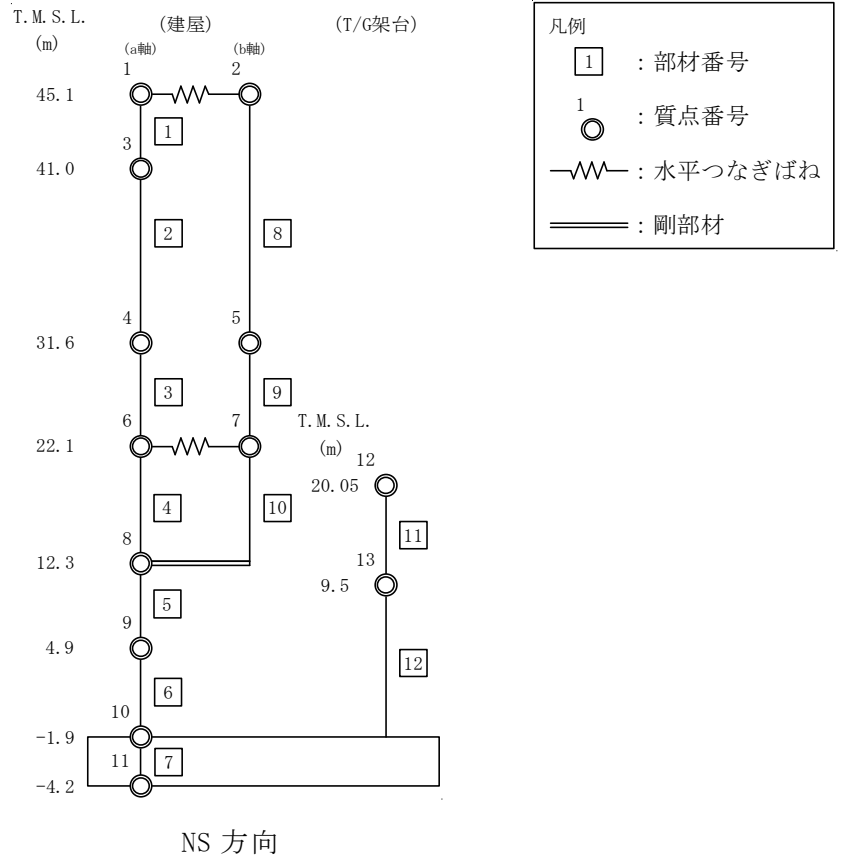 T.M.S.L.
(m)
(建屋)
(T/G架台)
(a軸)
(b軸)
1
2
45.1
1
3
41.0
2
8
4
5
31.6
3
9
6
7
22.1
T.M.S.L.
(m)
12
20.05
4
10
11
8
12.3
13
9.5
5
9
4.9
12
6
10
-1.9
11
7
-4.2
NS 方向
凡例
1 : 部材番号
1
: 質点番号
: 水平つなぎばね
: 剛部材